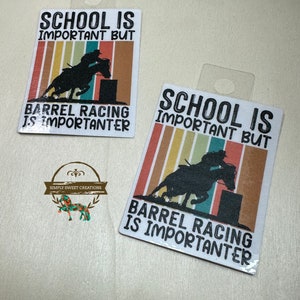 SCHOOL IS
IMPORTANT BUT
BARREL RACING
IS IMPORTANTER
SCHOOL IS
IMPORTANT BUT
BARREL RACING
IS IMPORTANTER
SIMPLY SWEET CREATIONS